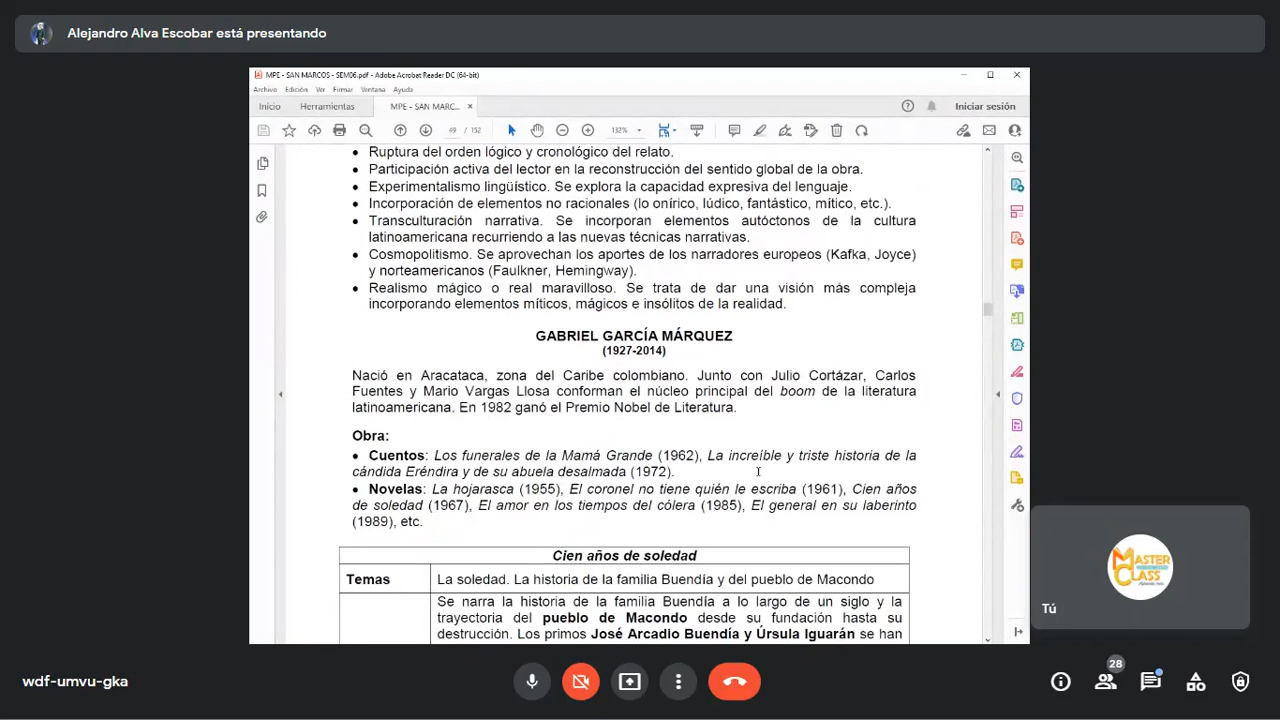 Alejandro Alva Escobar está presentando
MPE - SAN MARCOS - SEM06.pdf - Adobe Acrobat Reader DC (64-bit)
Archivo Edición Ver Firmar Ventana Ayuda
Inicio Herramientas MPE - SAN MARC... × Iniciar sesión
49 / 152 132%
• Ruptura del orden lógico y cronológico del relato.
• Participación activa del lector en la reconstrucción del sentido global de la obra.
• Experimentalismo lingüístico. Se explora la capacidad expresiva del lenguaje.
• Incorporación de elementos no racionales (lo onírico, lúdico, fantástico, mítico, etc.).
• Transculturación narrativa. Se incorporan elementos autóctonos de la cultura
latinoamericana recurriendo a las nuevas técnicas narrativas.
• Cosmopolitismo. Se aprovechan los aportes de los narradores europeos (Kafka, Joyce)
y norteamericanos (Faulkner, Hemingway).
• Realismo mágico o real maravilloso. Se trata de dar una visión más compleja
incorporando elementos míticos, mágicos e insólitos de la realidad.
GABRIEL GARCÍA MÁRQUEZ
(1927-2014)
Nació en Aracataca, zona del Caribe colombiano. Junto con Julio Cortázar, Carlos
Fuentes y Mario Vargas Llosa conforman el núcleo principal del boom de la literatura
latinoamericana. En 1982 ganó el Premio Nobel de Literatura.
Obra:
• Cuentos: Los funerales de la Mamá Grande (1962), La increíble y triste historia de la
cándida Eréndira y de su abuela desalmada (1972).
• Novelas: La hojarasca (1955), El coronel no tiene quién le escriba (1961), Cien años
de soledad (1967), El amor en los tiempos del cólera (1985), El general en su laberinto
(1989), etc.
Cien años de soledad
Temas La soledad. La historia de la familia Buendía y del pueblo de Macondo.
Se narra la historia de la familia Buendía a lo largo de un siglo y la
trayectoria del pueblo de Macondo desde su fundación hasta su
destrucción. Los primos José Arcadio Buendía y Úrsula Iguarán se han
MASTER
CLASS
Tú
wdf-umvu-gka
28